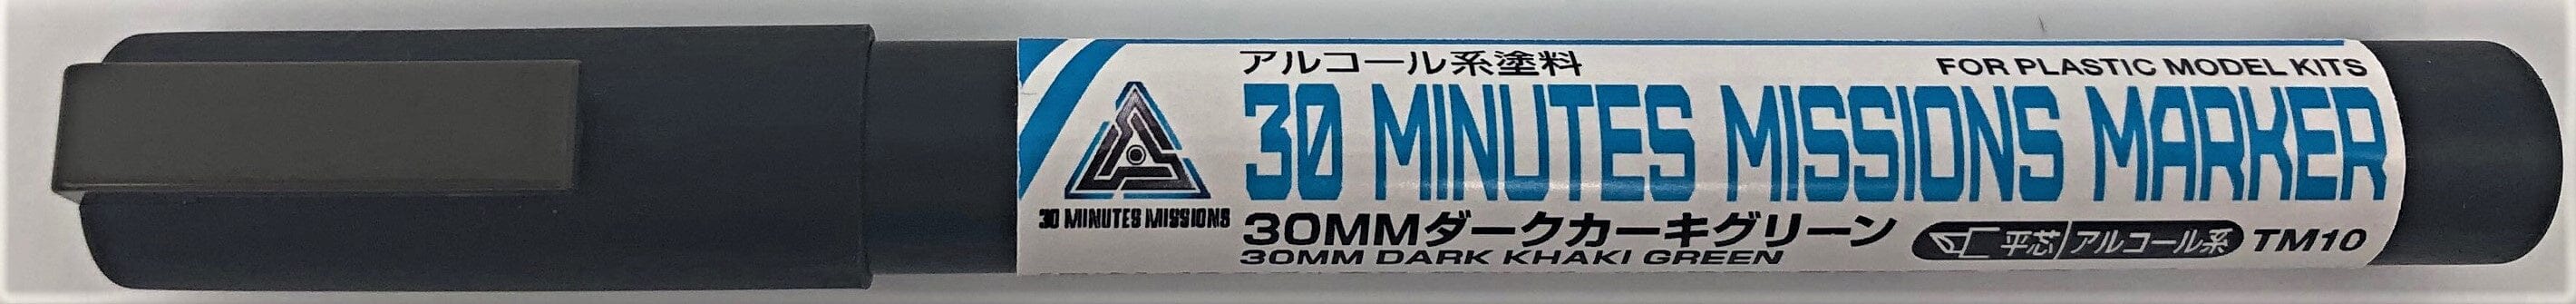 アルコール系塗料
FOR PLASTIC MODEL KITS
30 MINUTES MISSIONS MARKER
30 MINUTES MISSIONS
30MMダークカーキグリーン
30MM DARK KHAKI GREEN
平芯 アルコール系 TM10